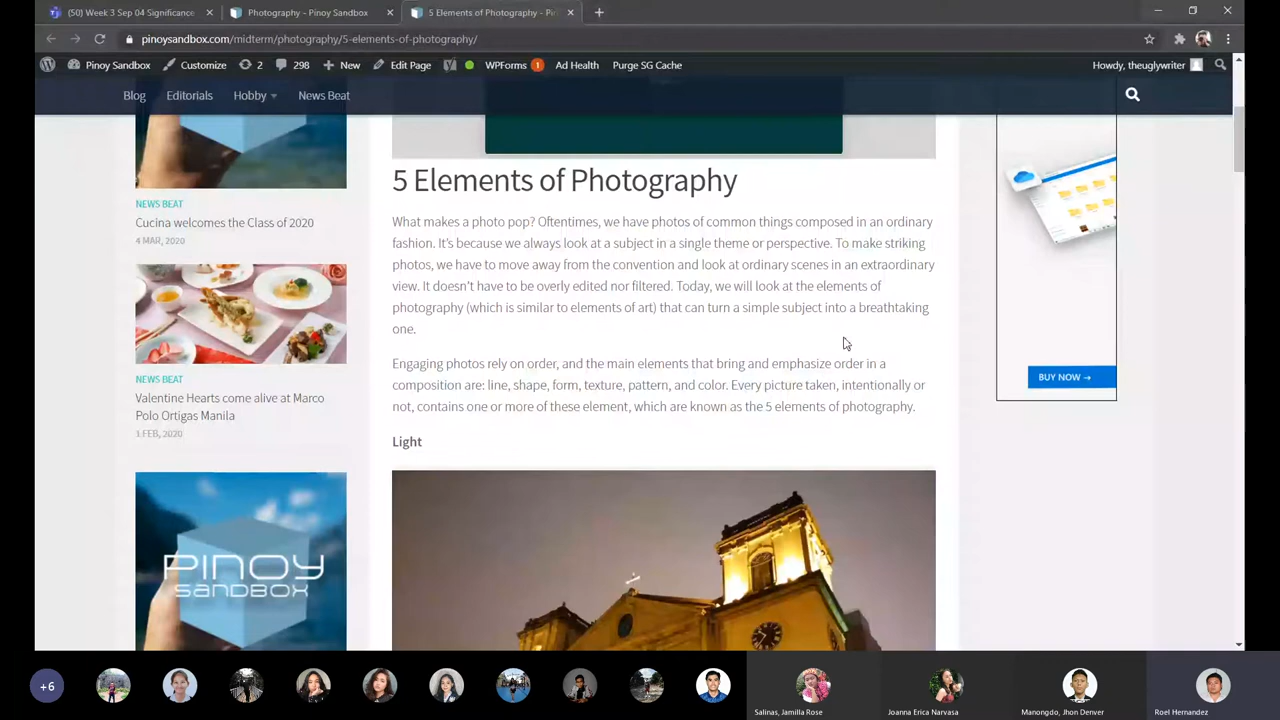 (50) Week 3 Sep 04 Significance
Photography - Pinoy Sandbox
5 Elements of Photography - Pin
pinoysandbox.com/midterm/photography/5-elements-of-photography/
Pinoy Sandbox
Customize
2
298
New
Edit Page
WPForms 1
Ad Health
Purge SG Cache
Howdy, theuglywriter
Blog
Editorials
Hobby
News Beat
NEWS BEAT
Cucina welcomes the Class of 2020
4 MAR, 2020
NEWS BEAT
Valentine Hearts come alive at Marco
Polo Ortigas Manila
1 FEB, 2020
PINOY
SANDBOX
5 Elements of Photography
What makes a photo pop? Oftentimes, we have photos of common things composed in an ordinary
fashion. It’s because we always look at a subject in a single theme or perspective. To make striking
photos, we have to move away from the convention and look at ordinary scenes in an extraordinary
view. It doesn’t have to be overly edited nor filtered. Today, we will look at the elements of
photography (which is similar to elements of art) that can turn a simple subject into a breathtaking
one.
Engaging photos rely on order, and the main elements that bring and emphasize order in a
composition are: line, shape, form, texture, pattern, and color. Every picture taken, intentionally or
not, contains one or more of these element, which are known as the 5 elements of photography.
Light
BUY NOW →
+6
Salinas, Jamilla Rose
Joanna Erica Narvasa
Manongdo, Jhon Denver
Roel Hernandez